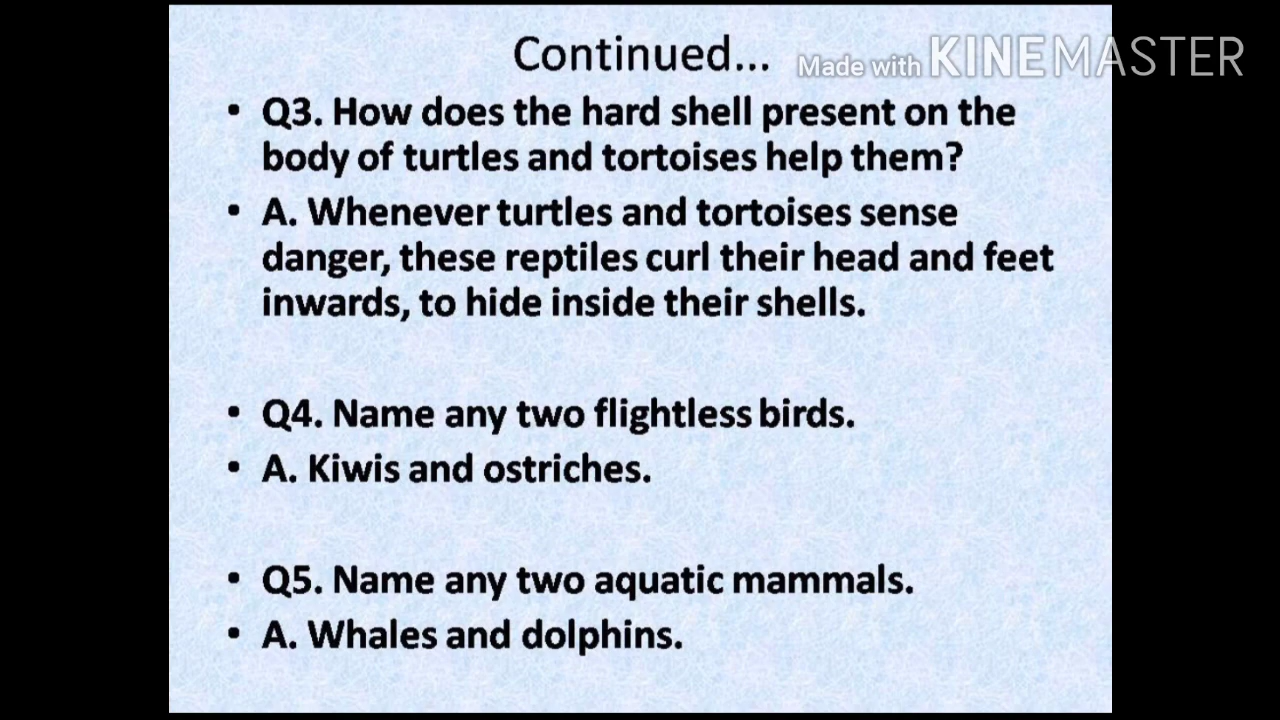 Continued...
Made with KINEMASTER
• Q3. How does the hard shell present on the
body of turtles and tortoises help them?
• A. Whenever turtles and tortoises sense
danger, these reptiles curl their head and feet
inwards, to hide inside their shells.
• Q4. Name any two flightless birds.
• A. Kiwis and ostriches.
• Q5. Name any two aquatic mammals.
• A. Whales and dolphins.